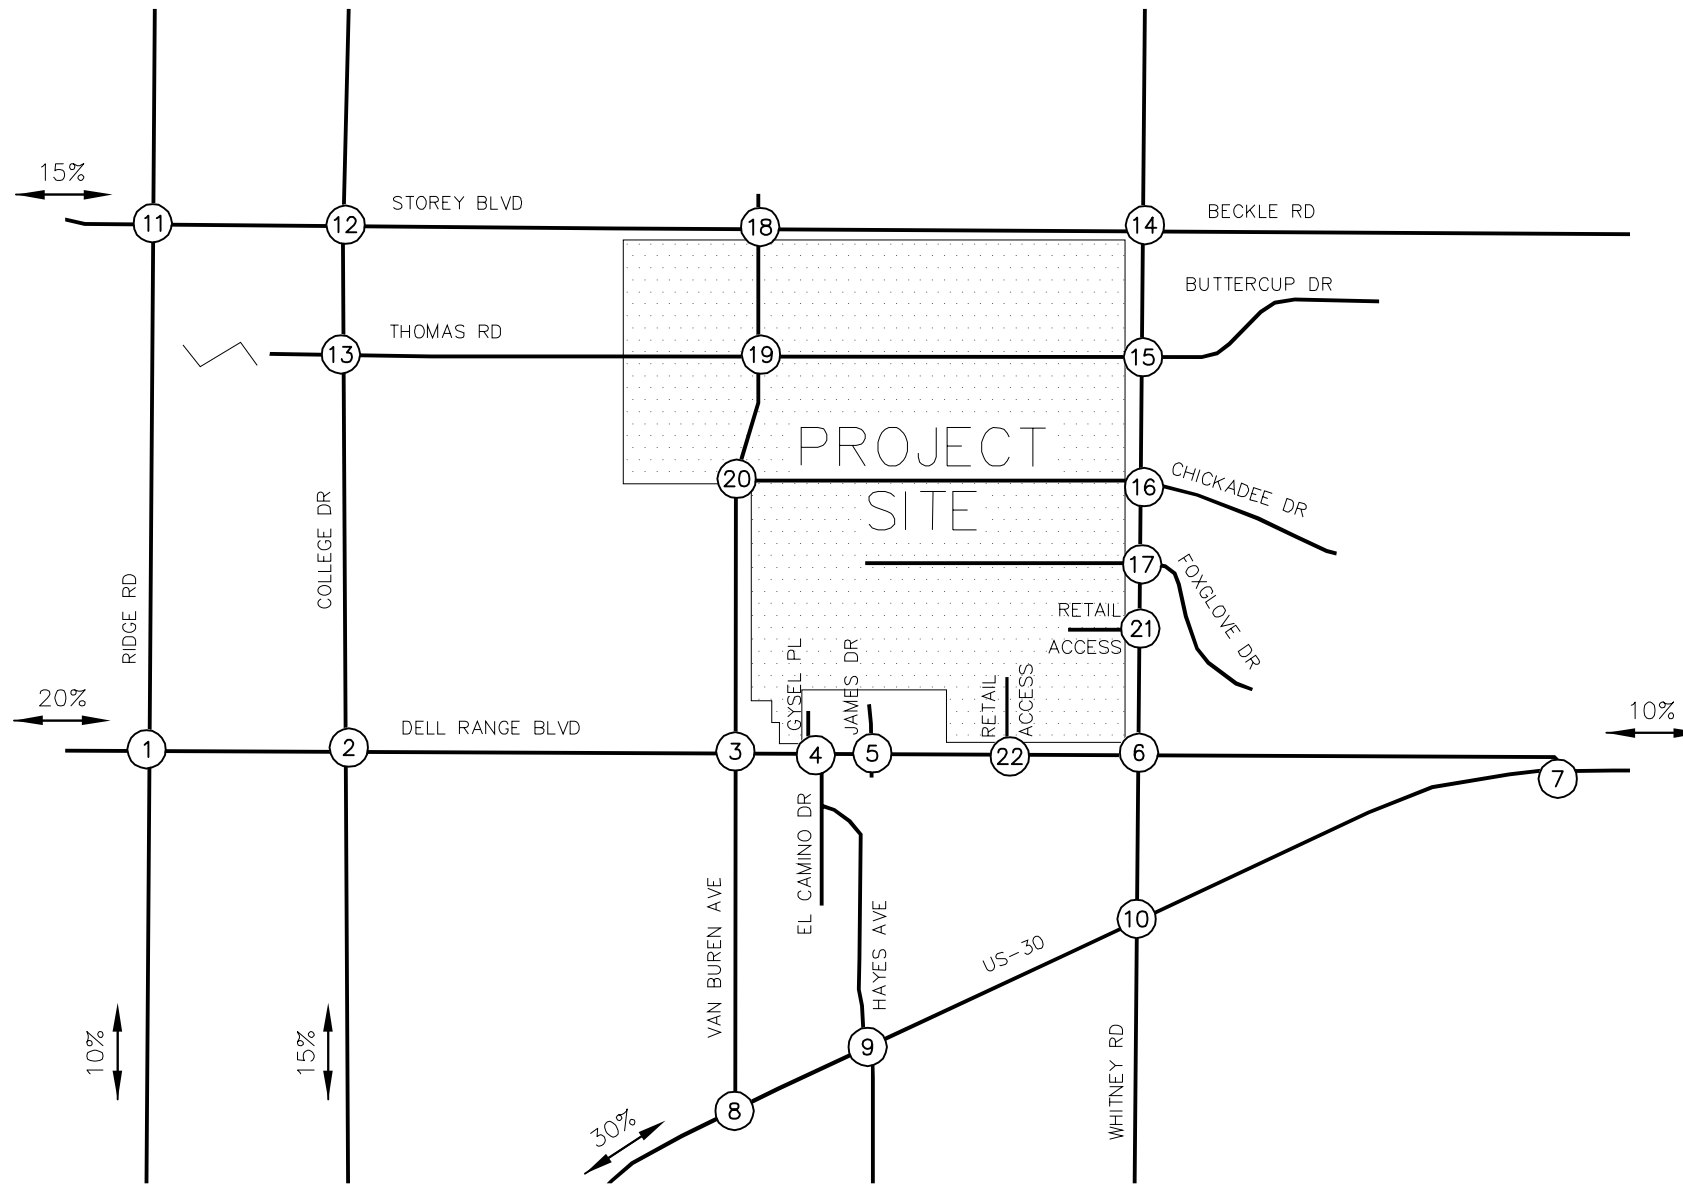 15%
STOREY BLVD
BECKLE RD
11
12
18
14
BUTTERCUP DR
THOMAS RD
13
19
15
PROJECT
SITE
20
16
CHICKADEE DR
COLLEGE DR
RIDGE RD
17
FOXGLOVE DR
RETAIL
ACCESS
21
GYSEL PL
JAMES DR
RETAIL
ACCESS
20%
DELL RANGE BLVD
10%
1
2
3
4
5
22
6
7
EL CAMINO DR
VAN BUREN AVE
HAYES AVE
US-30
10
9
8
WHITNEY RD
10%
15%
30%